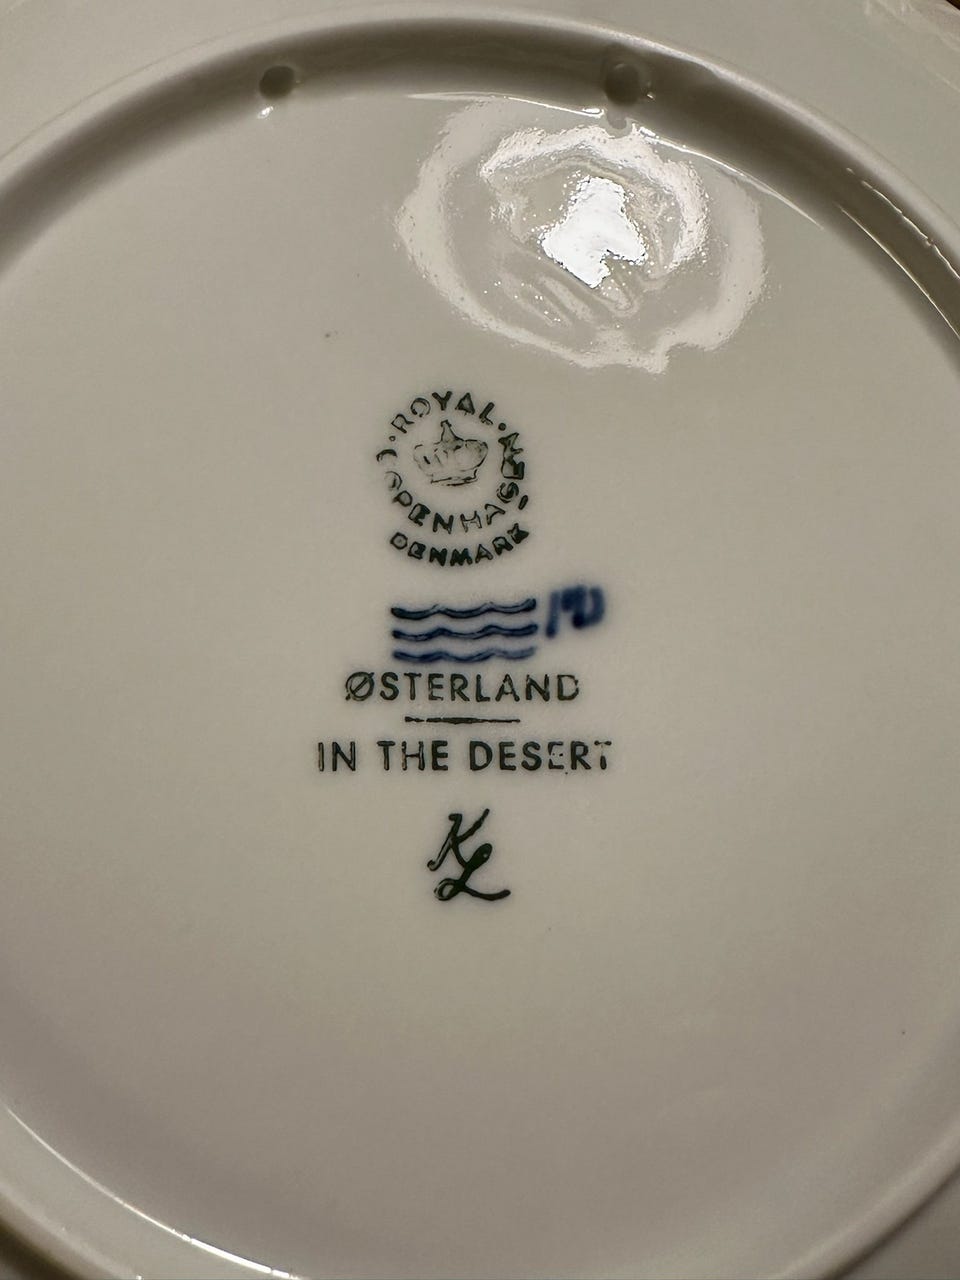 ROYAL · COPENHAGEN
DENMARK
ØSTERLAND
IN THE DESERT
KL